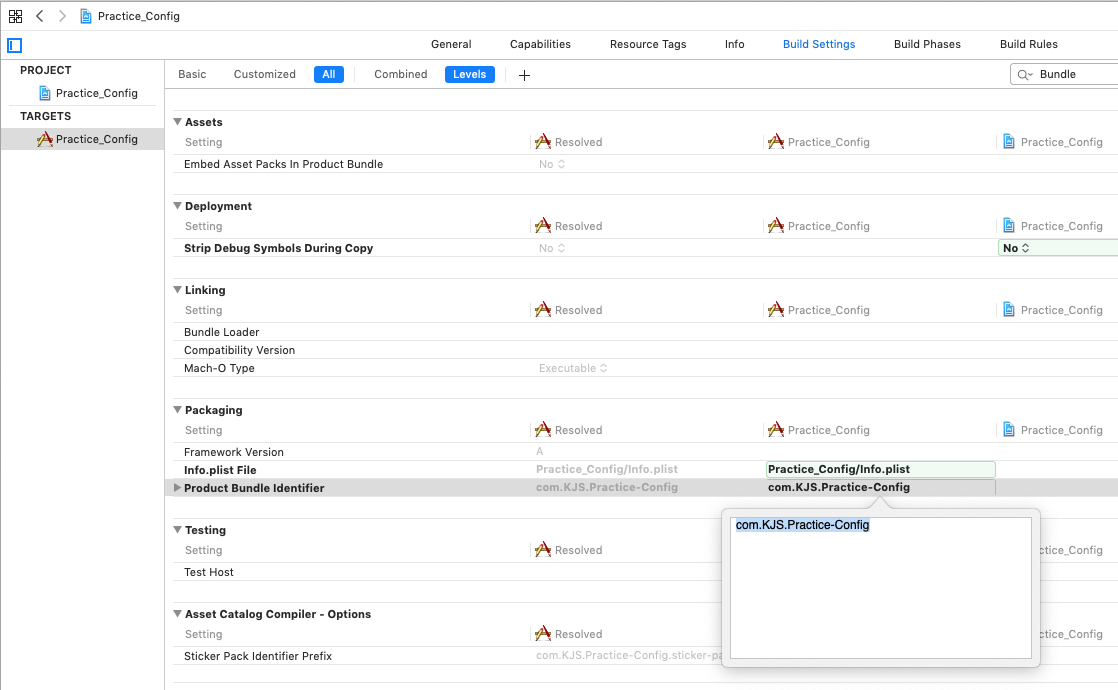 Practice_Config
General Capabilities Resource Tags Info Build Settings Build Phases Build Rules
PROJECT
Practice_Config
TARGETS
Practice_Config
Basic Customized All Combined Levels + Bundle
Assets
Setting Resolved Practice_Config Practice_Config
Embed Asset Packs In Product Bundle No
Deployment
Setting Resolved Practice_Config Practice_Config
Strip Debug Symbols During Copy No No
Linking
Setting Resolved Practice_Config Practice_Config
Bundle Loader
Compatibility Version
Mach-O Type Executable
Packaging
Setting Resolved Practice_Config Practice_Config
Framework Version A
Info.plist File Practice_Config/Info.plist Practice_Config/Info.plist
Product Bundle Identifier com.KJS.Practice-Config com.KJS.Practice-Config
com.KJS.Practice-Config
Testing
Setting Resolved ctice_Config
Test Host
Asset Catalog Compiler - Options
Setting Resolved ctice_Config
Sticker Pack Identifier Prefix com.KJS.Practice-Config.sticker-pa